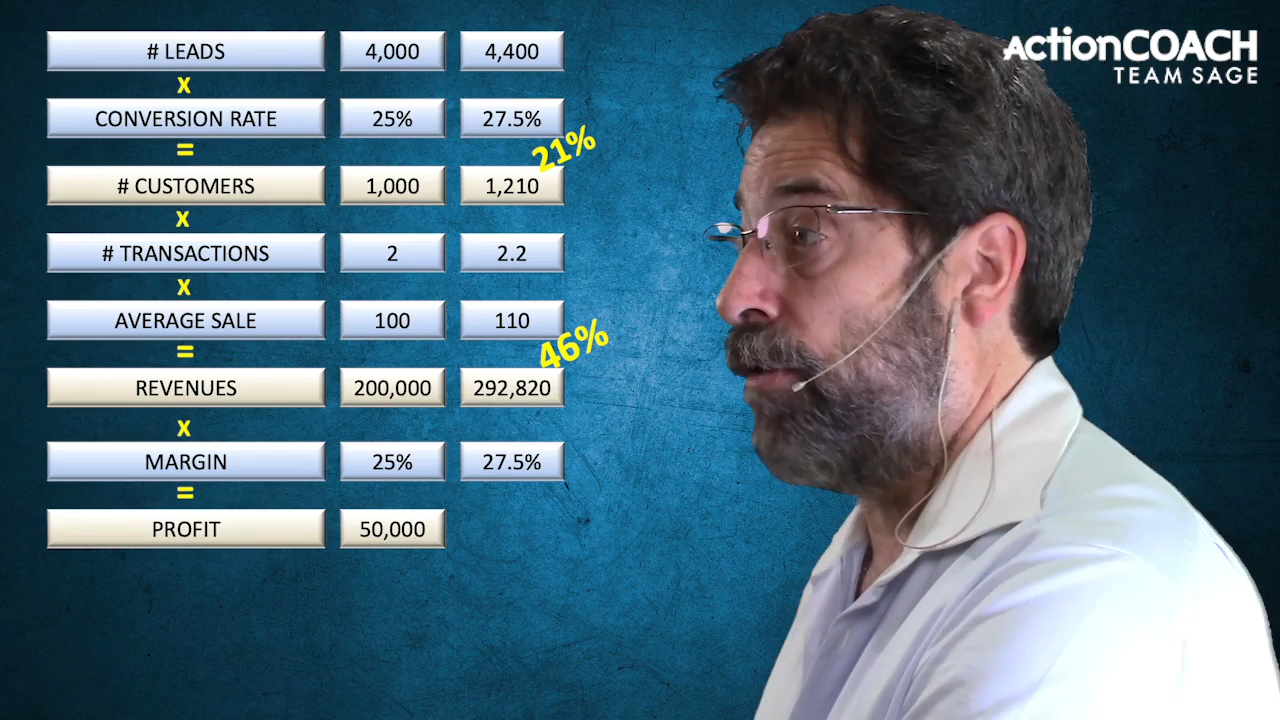 # LEADS 4,000 4,400
x
CONVERSION RATE 25% 27.5%
= 21%
# CUSTOMERS 1,000 1,210
x
# TRANSACTIONS 2 2.2
x
AVERAGE SALE 100 110
= 46%
REVENUES 200,000 292,820
x
MARGIN 25% 27.5%
=
PROFIT 50,000
ActionCOACH
TEAM SAGE